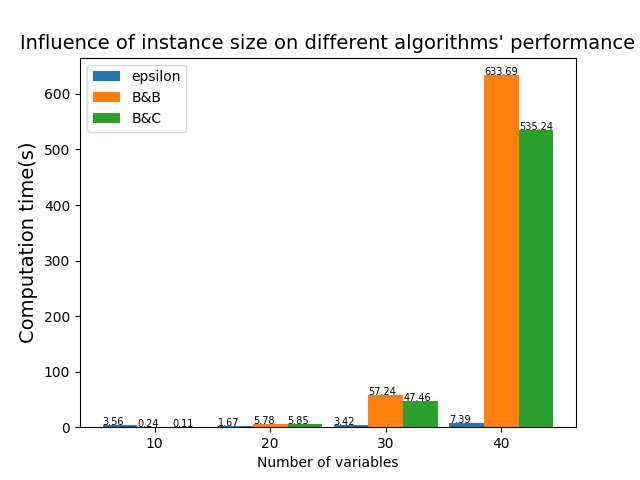 Influence of instance size on different algorithms' performance
epsilon
B&B
B&C
Computation time(s)
600
500
400
300
200
100
0
3.56 0.24 0.11 1.67 5.78 5.85 3.42 57.24 47.46 7.39 633.69 535.24
10 20 30 40
Number of variables